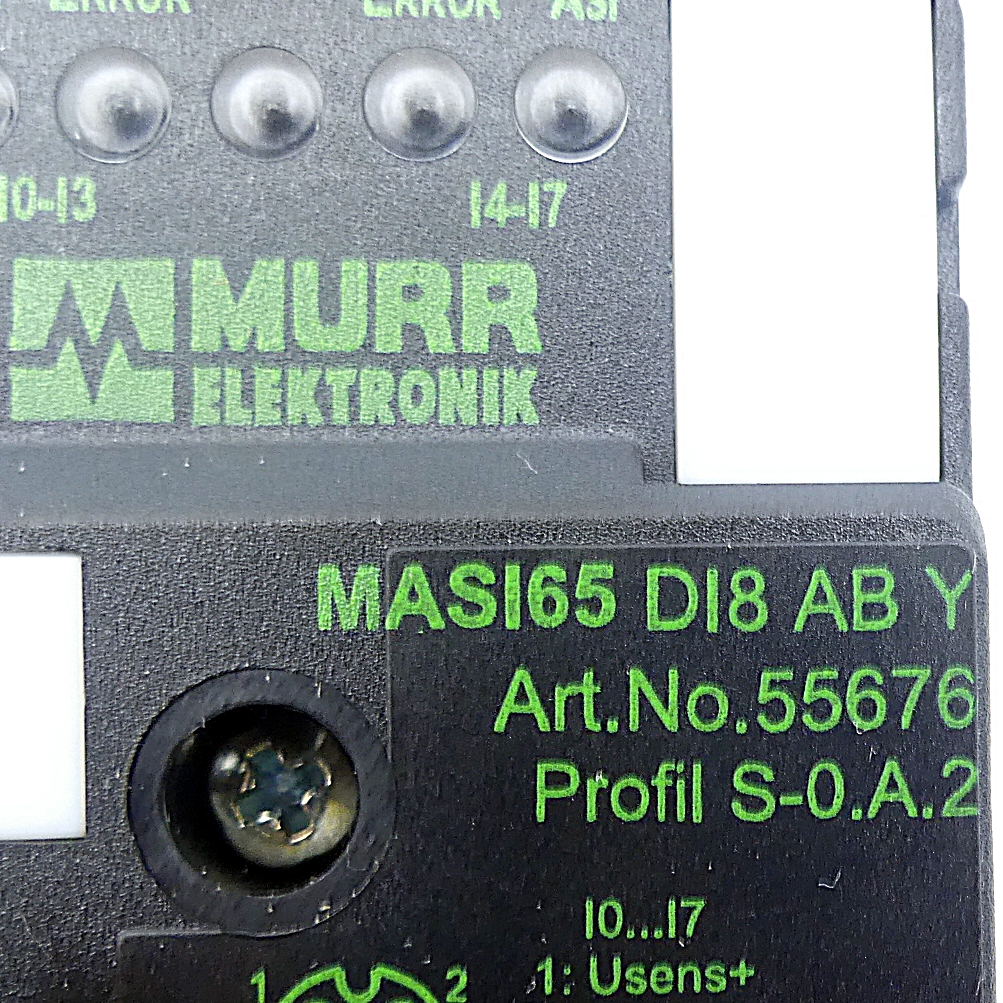 ERROR ERROR ASI
I0-I3 I4-I7
MURR
ELEKTRONIK
MASI65 DI8 AB Y
Art.No.55676
Profil S-0.A.2
I0...I7
1: Usens+
1 2